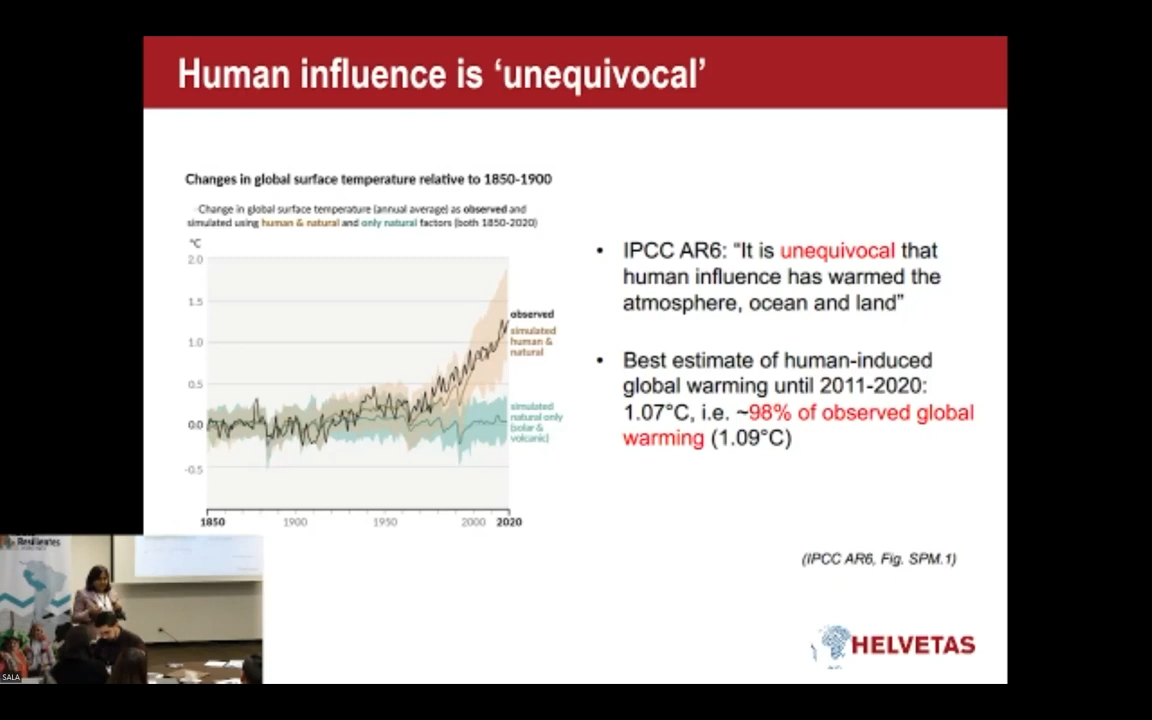 Human influence is ‘unequivocal’
Changes in global surface temperature relative to 1850-1900
Change in global surface temperature (annual average) as observed and
simulated using human & natural and only natural factors (both 1850-2020)
°C
2.0
1.5
1.0
0.5
0.0
-0.5
1850
1900
1950
2000
2020
observed
simulated
human &
natural
simulated
natural only
(solar &
volcanic)
• IPCC AR6: “It is unequivocal that
human influence has warmed the
atmosphere, ocean and land”
• Best estimate of human-induced
global warming until 2011-2020:
1.07°C, i.e. ~98% of observed global
warming (1.09°C)
(IPCC AR6, Fig. SPM.1)
HELVETAS
Resilientes
SALA